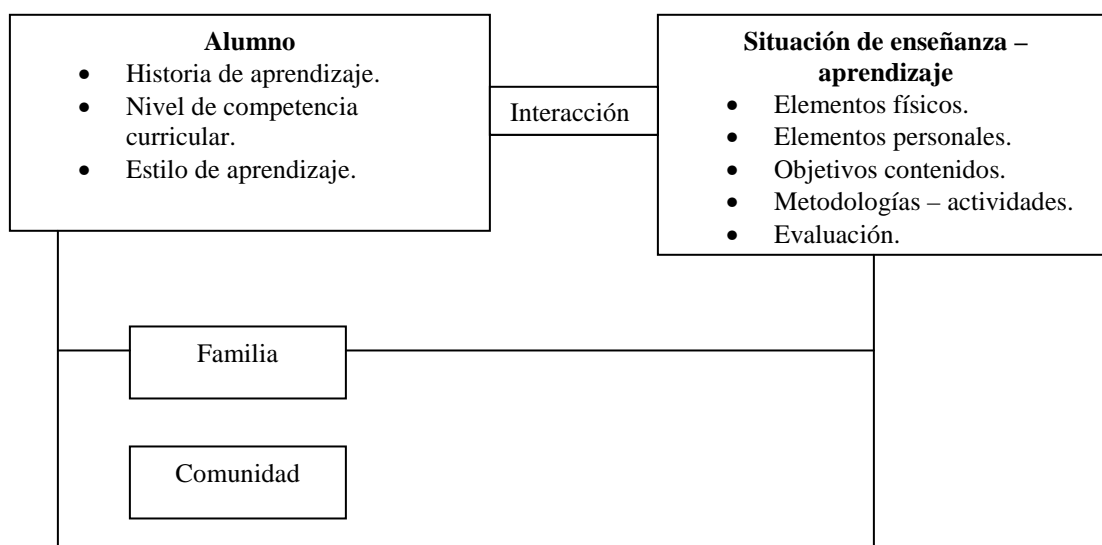 Alumno
• Historia de aprendizaje.
• Nivel de competencia
curricular.
• Estilo de aprendizaje.
Interacción
Situación de enseñanza –
aprendizaje
• Elementos físicos.
• Elementos personales.
• Objetivos contenidos.
• Metodologías – actividades.
• Evaluación.
Familia
Comunidad